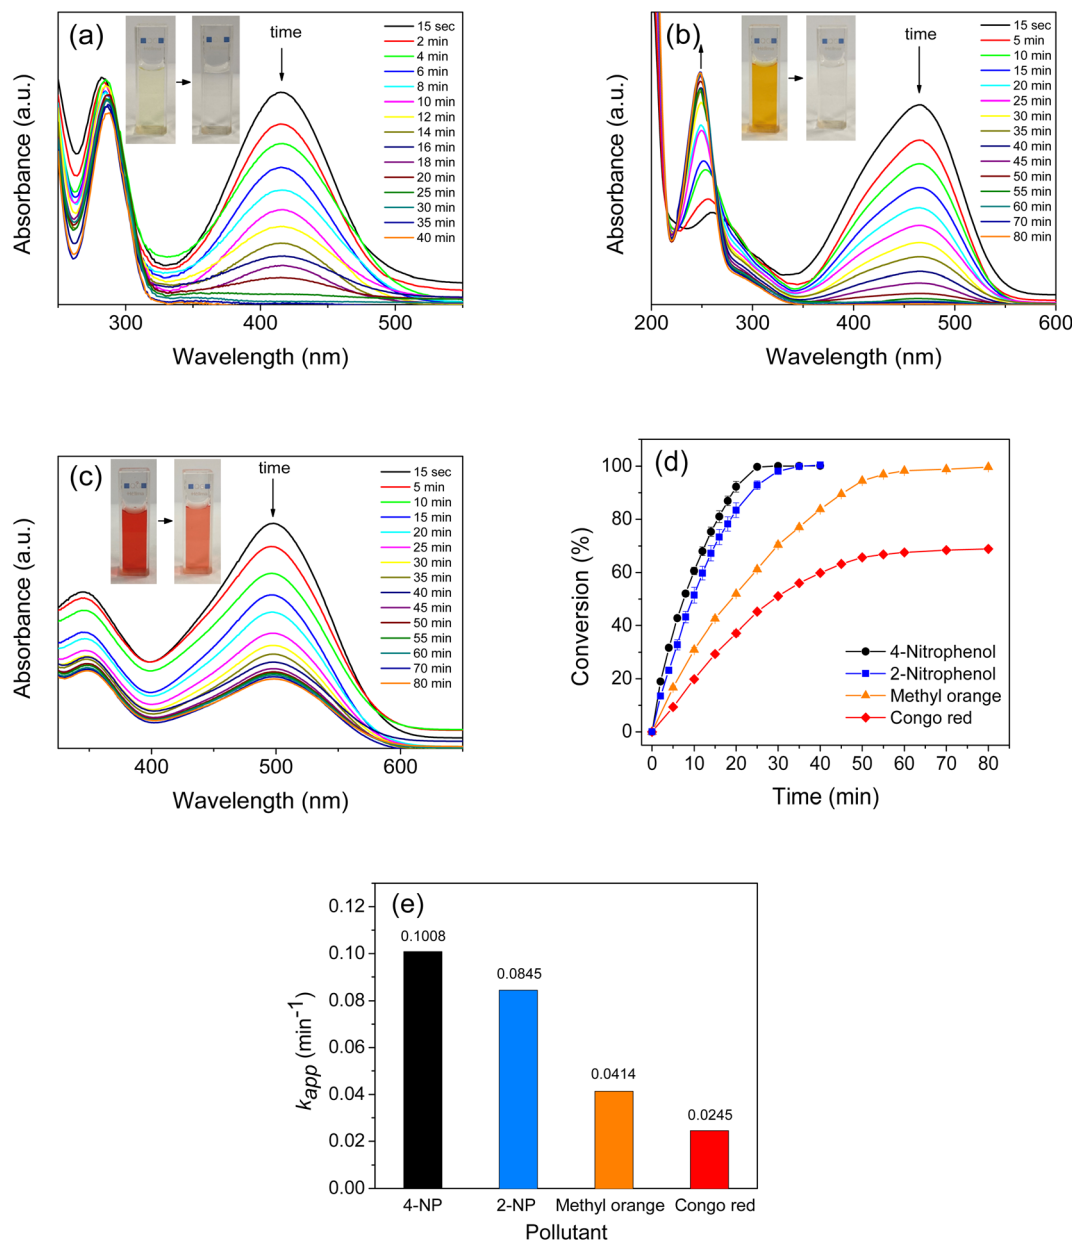 (a)
time
15 sec
2 min
4 min
6 min
8 min
10 min
12 min
14 min
16 min
18 min
20 min
25 min
30 min
35 min
40 min
Absorbance (a.u.)
300
400
500
Wavelength (nm)
(b)
time
15 sec
5 min
10 min
15 min
20 min
25 min
30 min
35 min
40 min
45 min
50 min
55 min
60 min
70 min
80 min
Absorbance (a.u.)
200
300
400
500
600
Wavelength (nm)
(c)
time
15 sec
5 min
10 min
15 min
20 min
25 min
30 min
35 min
40 min
45 min
50 min
55 min
60 min
70 min
80 min
Absorbance (a.u.)
400
500
600
Wavelength (nm)
(d)
100
80
60
40
20
0
Conversion (%)
4-Nitrophenol
2-Nitrophenol
Methyl orange
Congo red
0 10 20 30 40 50 60 70 80
Time (min)
(e)
0.12
0.10
0.08
0.06
0.04
0.02
0.00
k_app (min⁻¹)
0.1008
0.0845
0.0414
0.0245
4-NP 2-NP Methyl orange Congo red
Pollutant